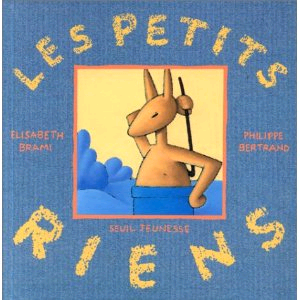 LES PETITS
ELISABETH
BRAMI
PHILIPPE
BERTRAND
SEUIL JEUNESSE
RIENS